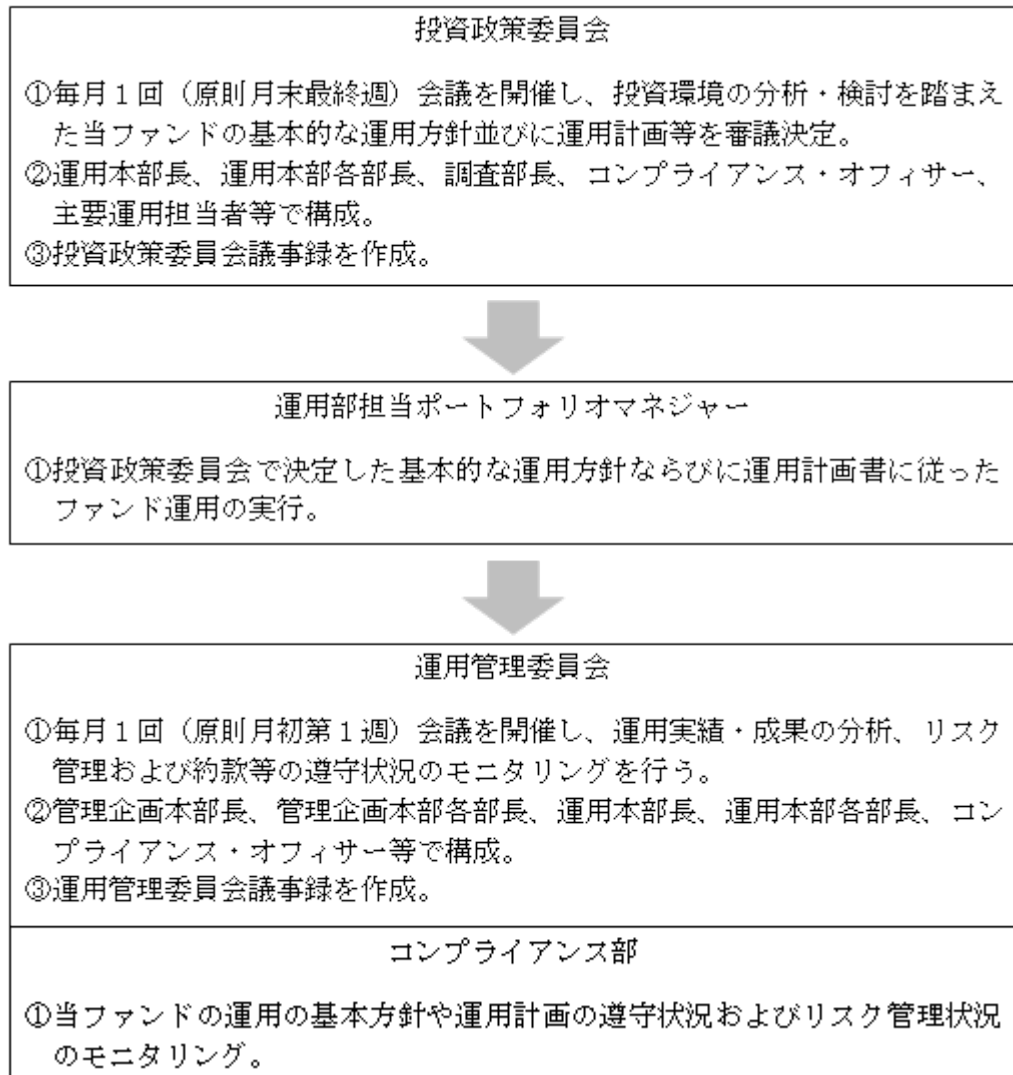 投資政策委員会
①毎月1回（原則月末最終週）会議を開催し、投資環境の分析・検討を踏まえ
た当ファンドの基本的な運用方針並びに運用計画等を審議決定。
②運用本部長、運用本部各部長、調査部長、コンプライアンス・オフィサー、
主要運用担当者等で構成。
③投資政策委員会議事録を作成。
運用部担当ポートフォリオマネジャー
①投資政策委員会で決定した基本的な運用方針ならびに運用計画書に従った
ファンド運用の実行。
運用管理委員会
①毎月1回（原則月初第1週）会議を開催し、運用実績・成果の分析、リスク
管理および約款等の遵守状況のモニタリングを行う。
②管理企画本部長、管理企画本部各部長、運用本部長、運用本部各部長、コン
プライアンス・オフィサー等で構成。
③運用管理委員会議事録を作成。
コンプライアンス部
①当ファンドの運用の基本方針や運用計画の遵守状況およびリスク管理状況
のモニタリング。